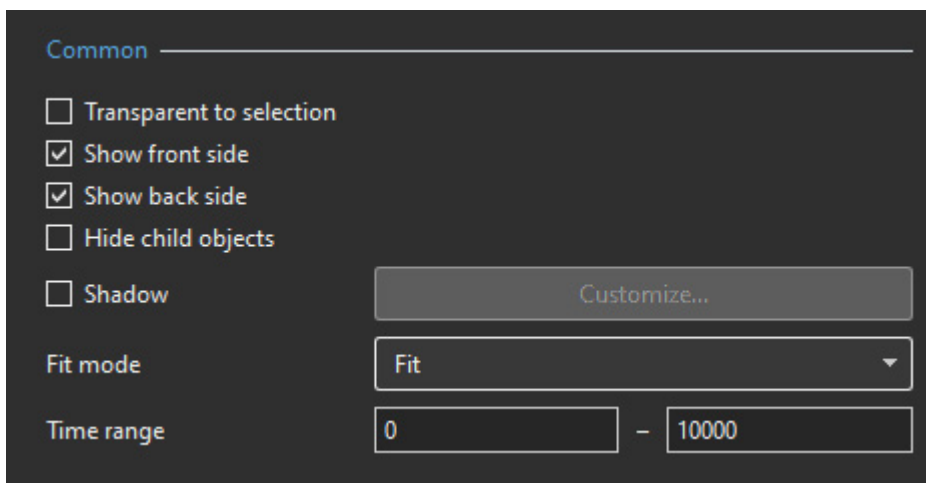 Common
Transparent to selection
Show front side
Show back side
Hide child objects
Shadow Customize...
Fit mode Fit
Time range 0 – 10000